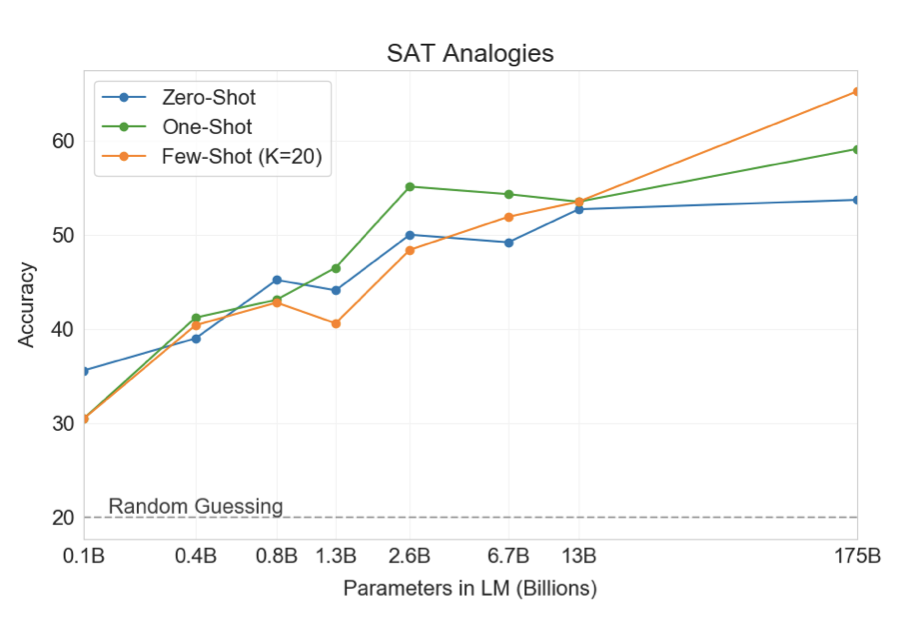 SAT Analogies
Zero-Shot
One-Shot
Few-Shot (K=20)
60
50
40
30
20
Accuracy
Random Guessing
0.1B 0.4B 0.8B 1.3B 2.6B 6.7B 13B 175B
Parameters in LM (Billions)